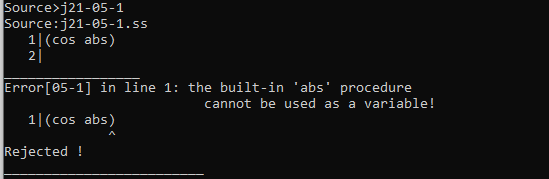 Source>j21-05-1
Source:j21-05-1.ss
   1|(cos abs)
   2|
_________________
Error[05-1] in line 1: the built-in 'abs' procedure
                         cannot be used as a variable!
   1|(cos abs)
             ^
Rejected !
_________________________